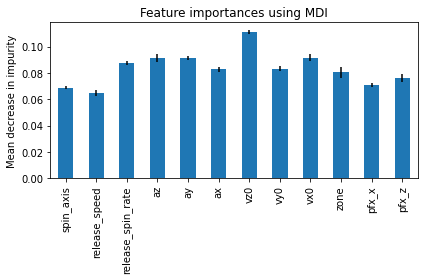 Feature importances using MDI
Mean decrease in impurity
0.10
0.08
0.06
0.04
0.02
0.00
spin_axis
release_speed
release_spin_rate
az
ay
ax
vz0
vy0
vx0
zone
pfx_x
pfx_z